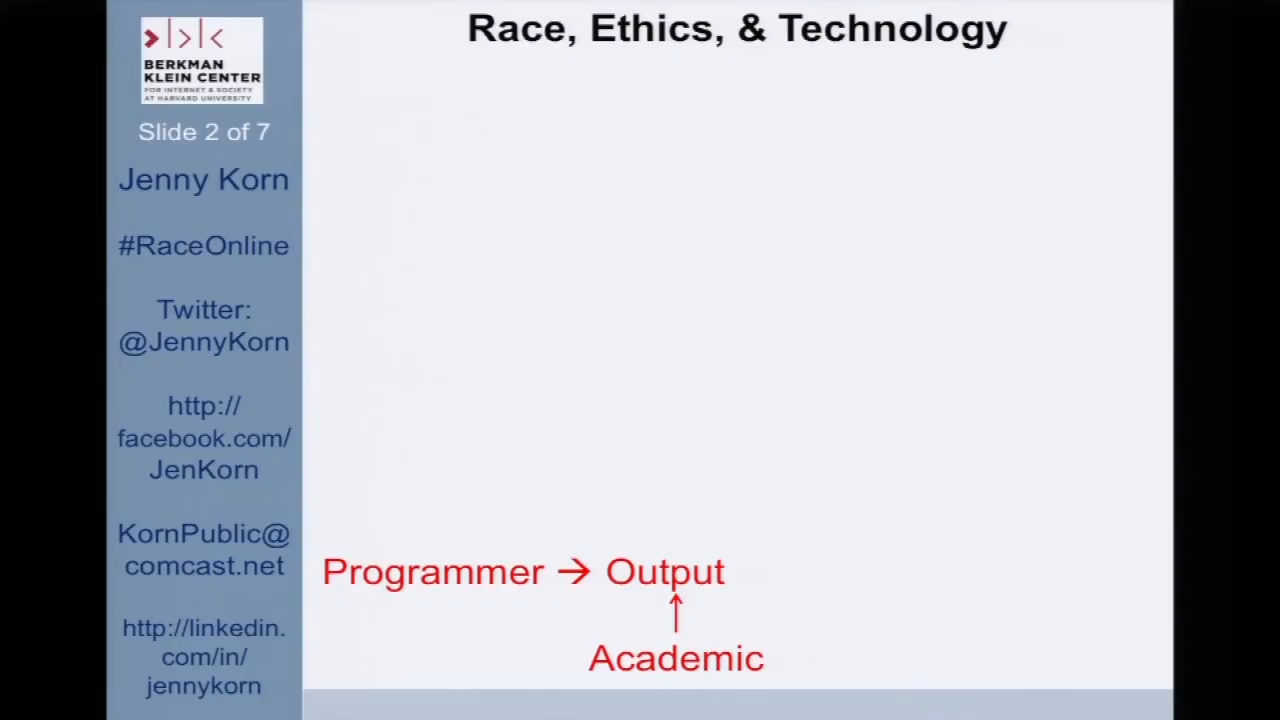 Race, Ethics, & Technology
BERKMAN
KLEIN CENTER
FOR INTERNET & SOCIETY
AT HARVARD UNIVERSITY
Slide 2 of 7
Jenny Korn
#RaceOnline
Twitter:
@JennyKorn
http://
facebook.com/
JenKorn
KornPublic@
comcast.net
http://linkedin.
com/in/
jennykorn
Programmer → Output
↑
Academic